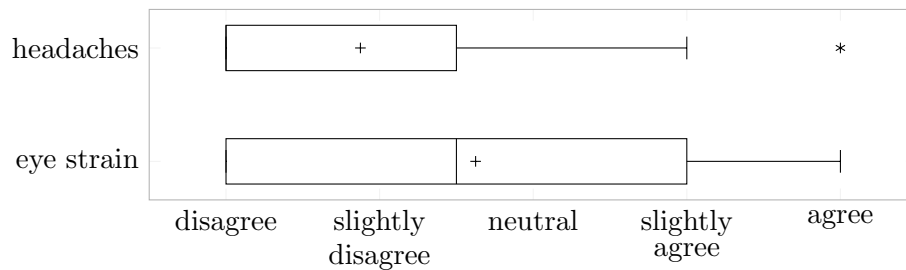 headaches
eye strain
disagree
slightly
disagree
neutral
slightly
agree
agree